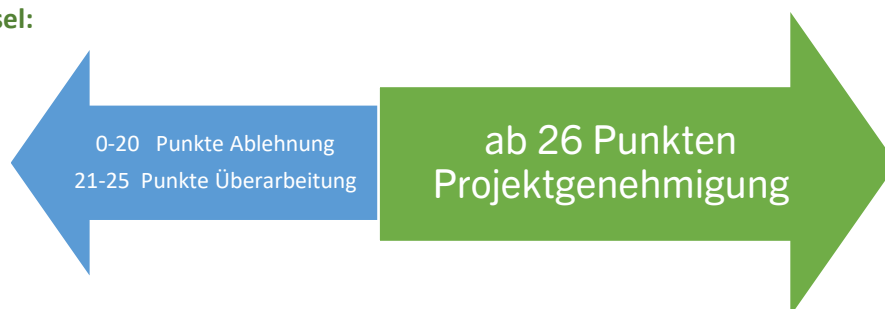 sel:
0-20 Punkte Ablehnung
21-25 Punkte Überarbeitung
ab 26 Punkten
Projektgenehmigung